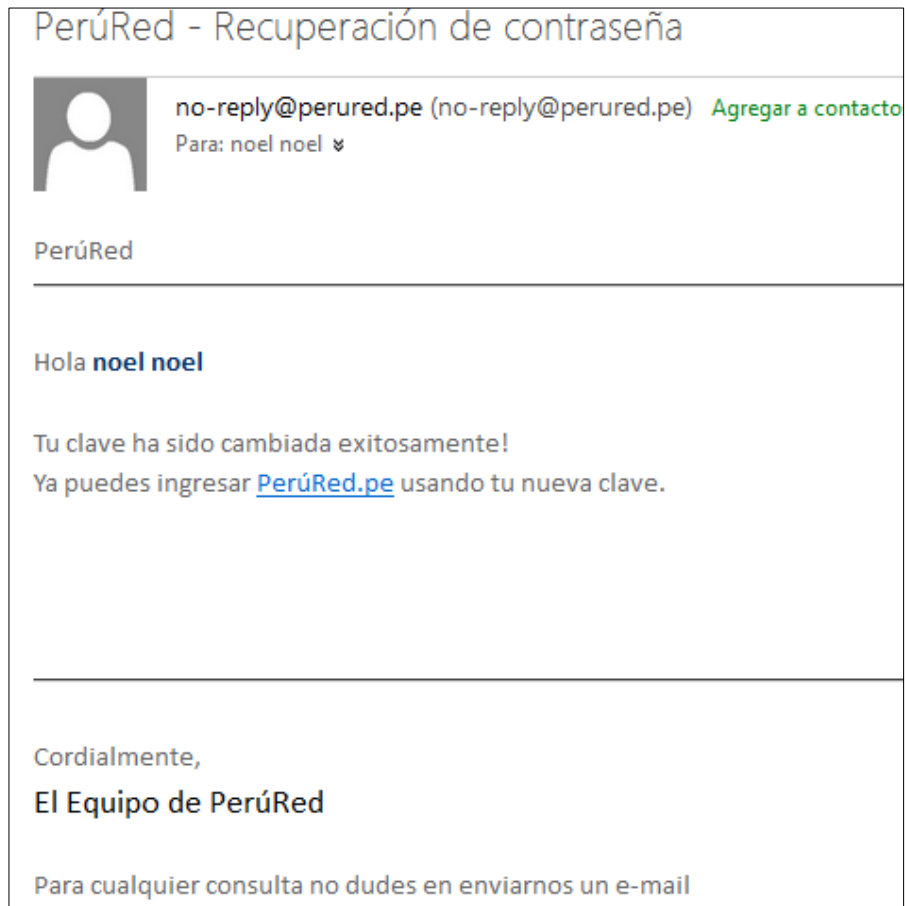 PerúRed - Recuperación de contraseña
no-reply@perured.pe (no-reply@perured.pe) Agregar a contacto
Para: noel noel
PerúRed
Hola noel noel
Tu clave ha sido cambiada exitosamente!
Ya puedes ingresar PerúRed.pe usando tu nueva clave.
Cordialmente,
El Equipo de PerúRed
Para cualquier consulta no dudes en enviarnos un e-mail